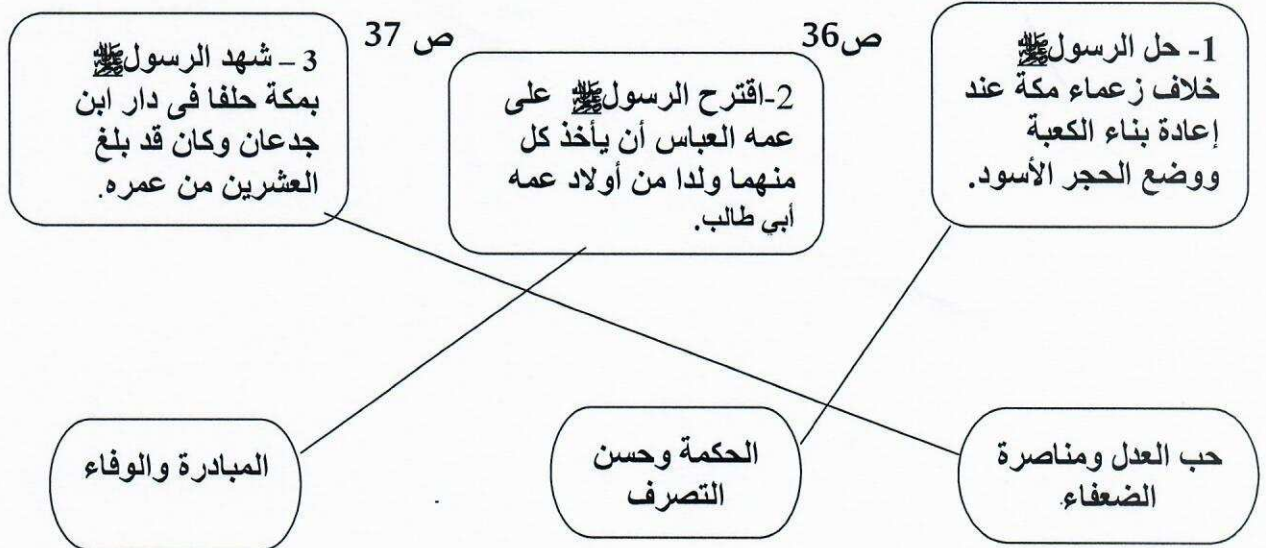 1- حل الرسول ﷺ
خلاف زعماء مكة عند
إعادة بناء الكعبة
ووضع الحجر الأسود.
ص36
2-اقترح الرسول ﷺ على
عمه العباس أن يأخذ كل
منهما ولدا من أولاد عمه
أبي طالب.
ص 37
3 – شهد الرسول ﷺ
بمكة حلفا فى دار ابن
جدعان وكان قد بلغ
العشرين من عمره.
حب العدل ومناصرة
الضعفاء.
الحكمة وحسن
التصرف
المبادرة والوفاء